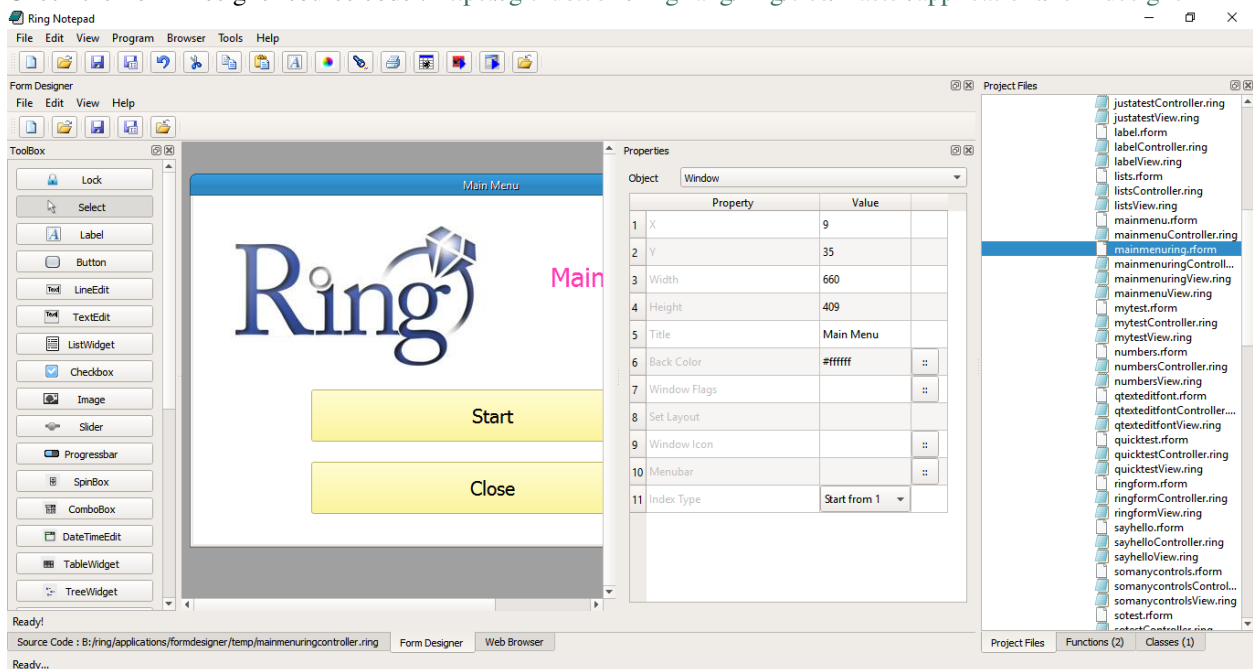 Ring Notepad
File Edit View Program Browser Tools Help
Form Designer
File Edit View Help
ToolBox
Lock
Select
Label
Button
LineEdit
TextEdit
ListWidget
Checkbox
Image
Slider
Progressbar
SpinBox
ComboBox
DateTimeEdit
TableWidget
TreeWidget
Main Menu
Ring
Main
Start
Close
Properties
Object Window
Property Value
1 X 9
2 Y 35
3 Width 660
4 Height 409
5 Title Main Menu
6 Back Color #ffffff ::
7 Window Flags ::
8 Set Layout
9 Window Icon ::
10 Menubar ::
11 Index Type Start from 1
Project Files
justatestController.ring
justatestView.ring
label.rform
labelController.ring
labelView.ring
lists.rform
listsController.ring
listsView.ring
mainmenu.rform
mainmenuController.ring
mainmenuring.rform
mainmenuringControll...
mainmenuringView.ring
mainmenuView.ring
mytest.rform
mytestController.ring
mytestView.ring
numbers.rform
numbersController.ring
numbersView.ring
qtexteditfont.rform
qtexteditfontController....
qtexteditfontView.ring
quicktest.rform
quicktestController.ring
quicktestView.ring
ringform.rform
ringformController.ring
ringformView.ring
sayhello.rform
sayhelloController.ring
sayhelloView.ring
somanycontrols.rform
somanycontrolsControl...
somanycontrolsView.ring
sotest.rform
Ready!
Source Code : B:/ring/applications/formdesigner/temp/mainmenuringcontroller.ring Form Designer Web Browser
Project Files Functions (2) Classes (1)
Ready...